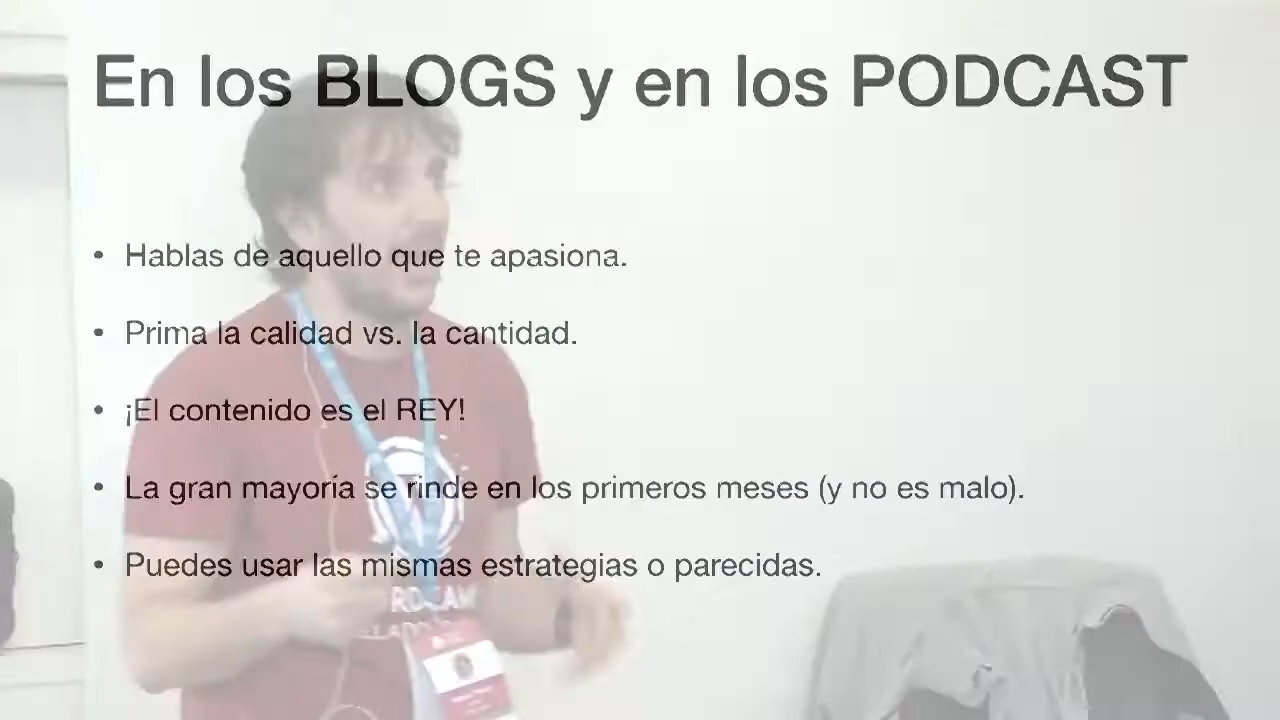 En los BLOGS y en los PODCAST
• Hablas de aquello que te apasiona.
• Prima la calidad vs. la cantidad.
• ¡El contenido es el REY!
• La gran mayoría se rinde en los primeros meses (y no es malo).
• Puedes usar las mismas estrategias o parecidas.